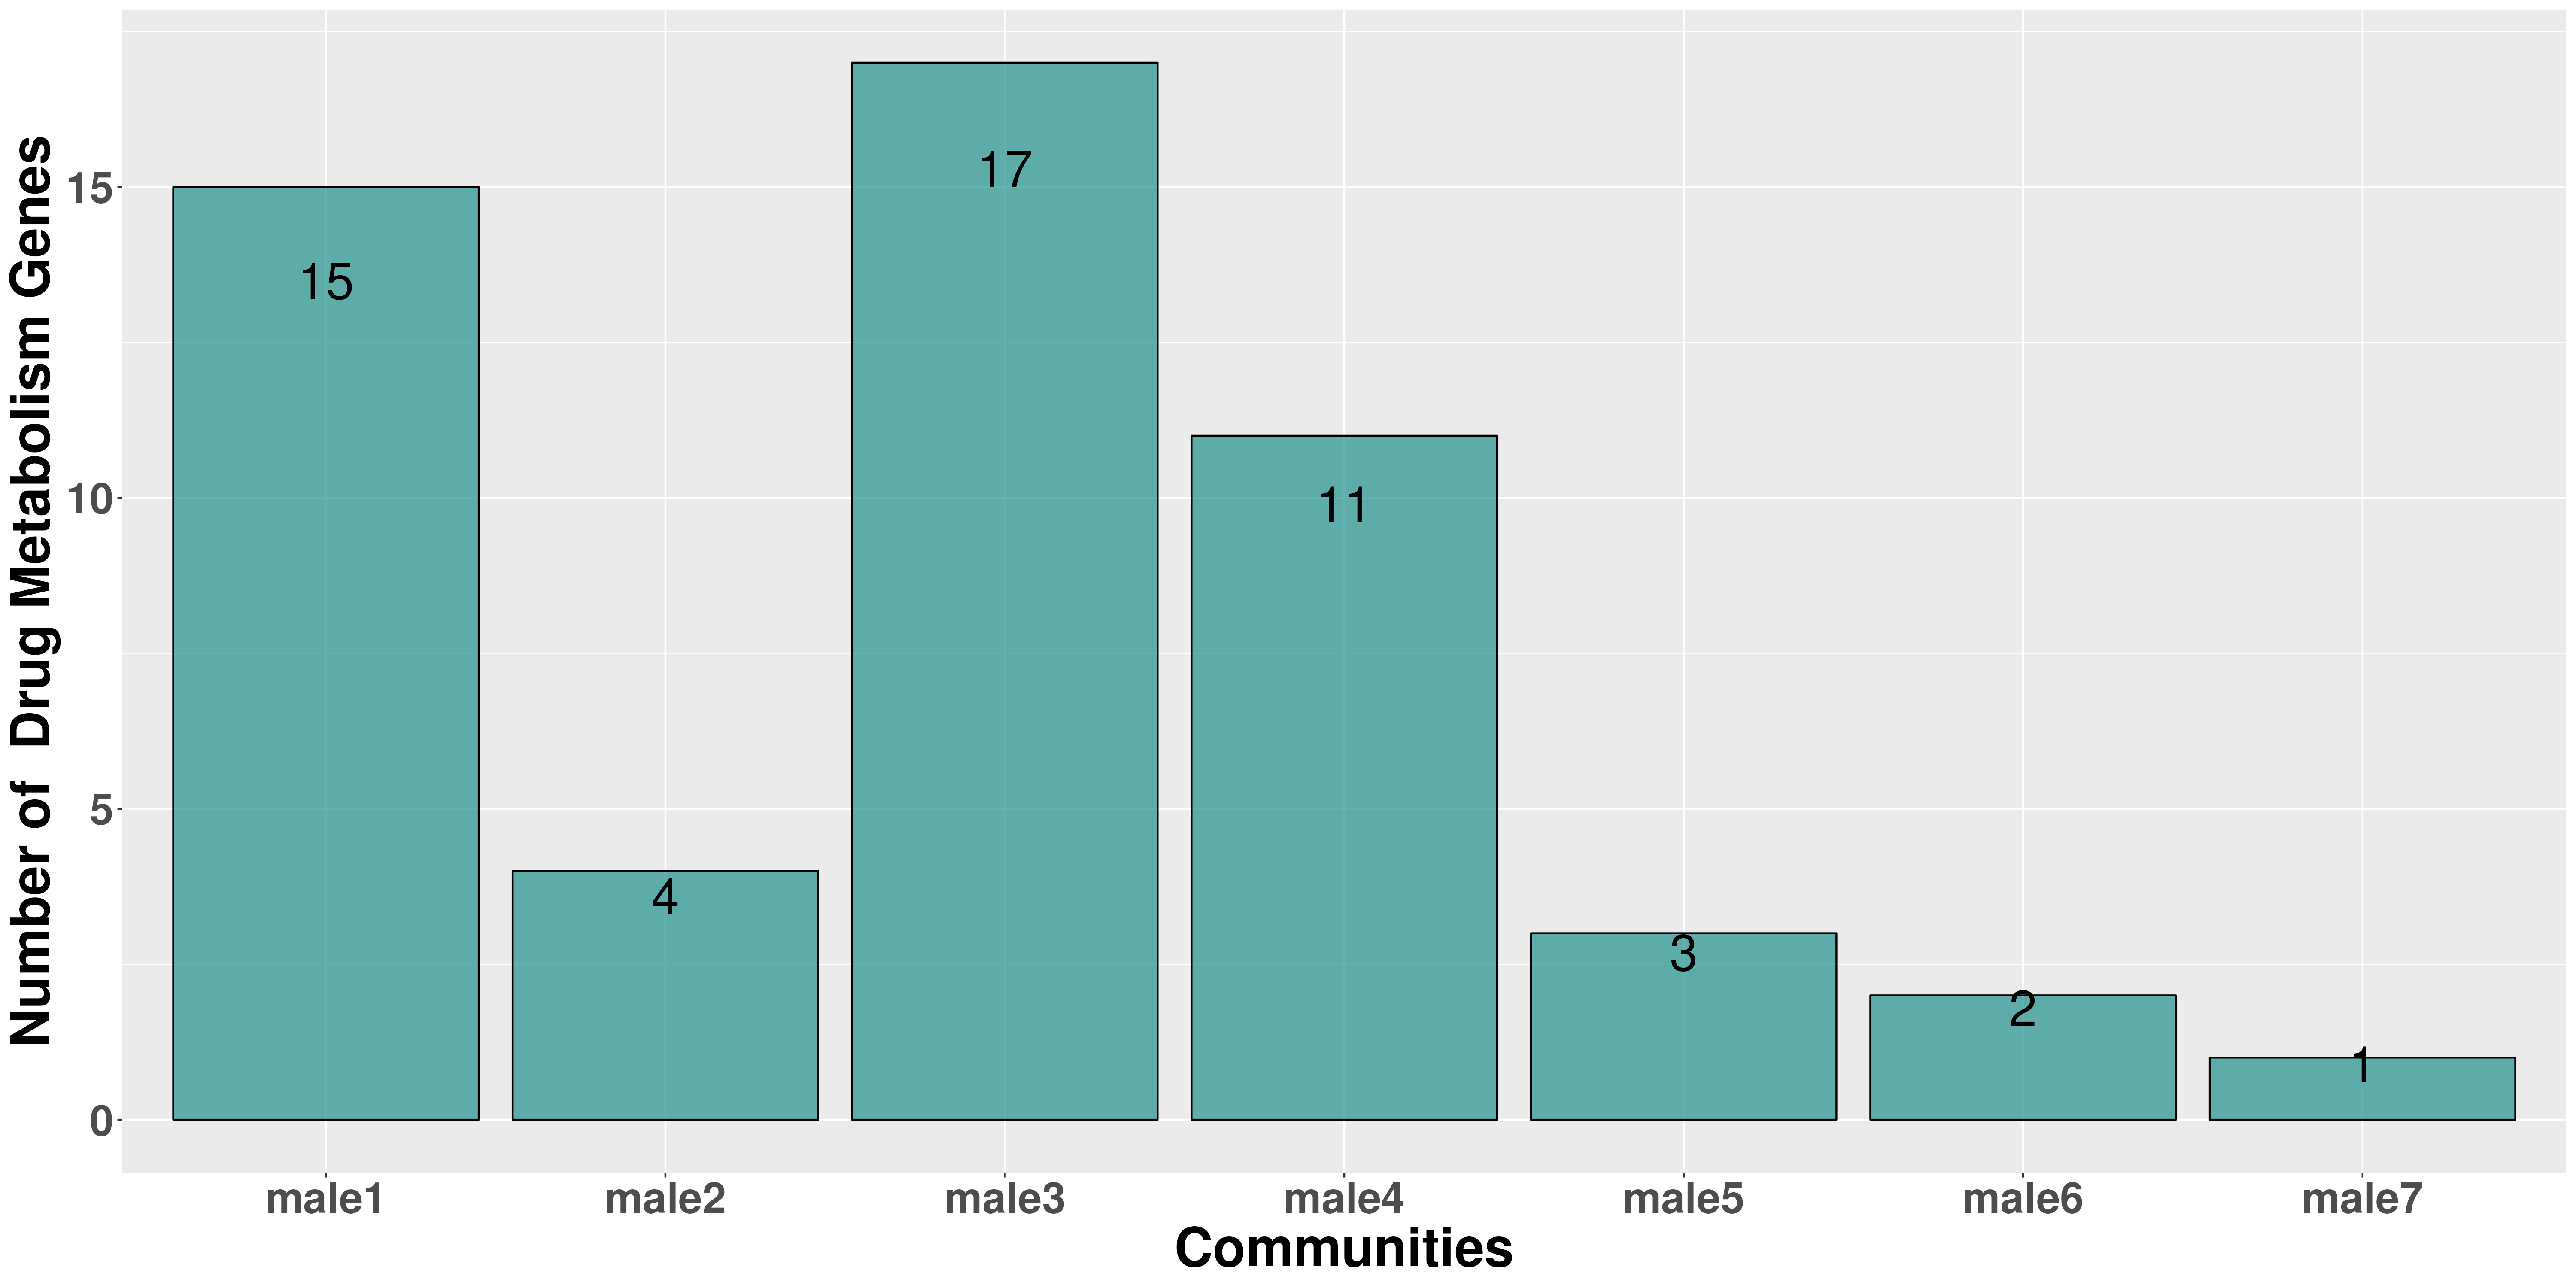 Number of  Drug Metabolism Genes
15
10
5
0
15
4
17
11
3
2
1
male1
male2
male3
male4
male5
male6
male7
Communities